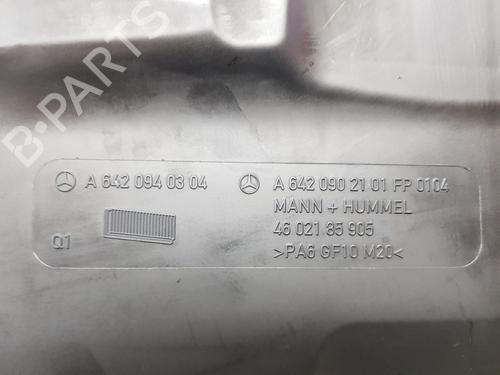 B-PARTS
A 642 094 03 04
A 642 090 21 01 FP 0104
MANN + HUMMEL
46 021 85 905
Q1
>PA6 GF10 M20<